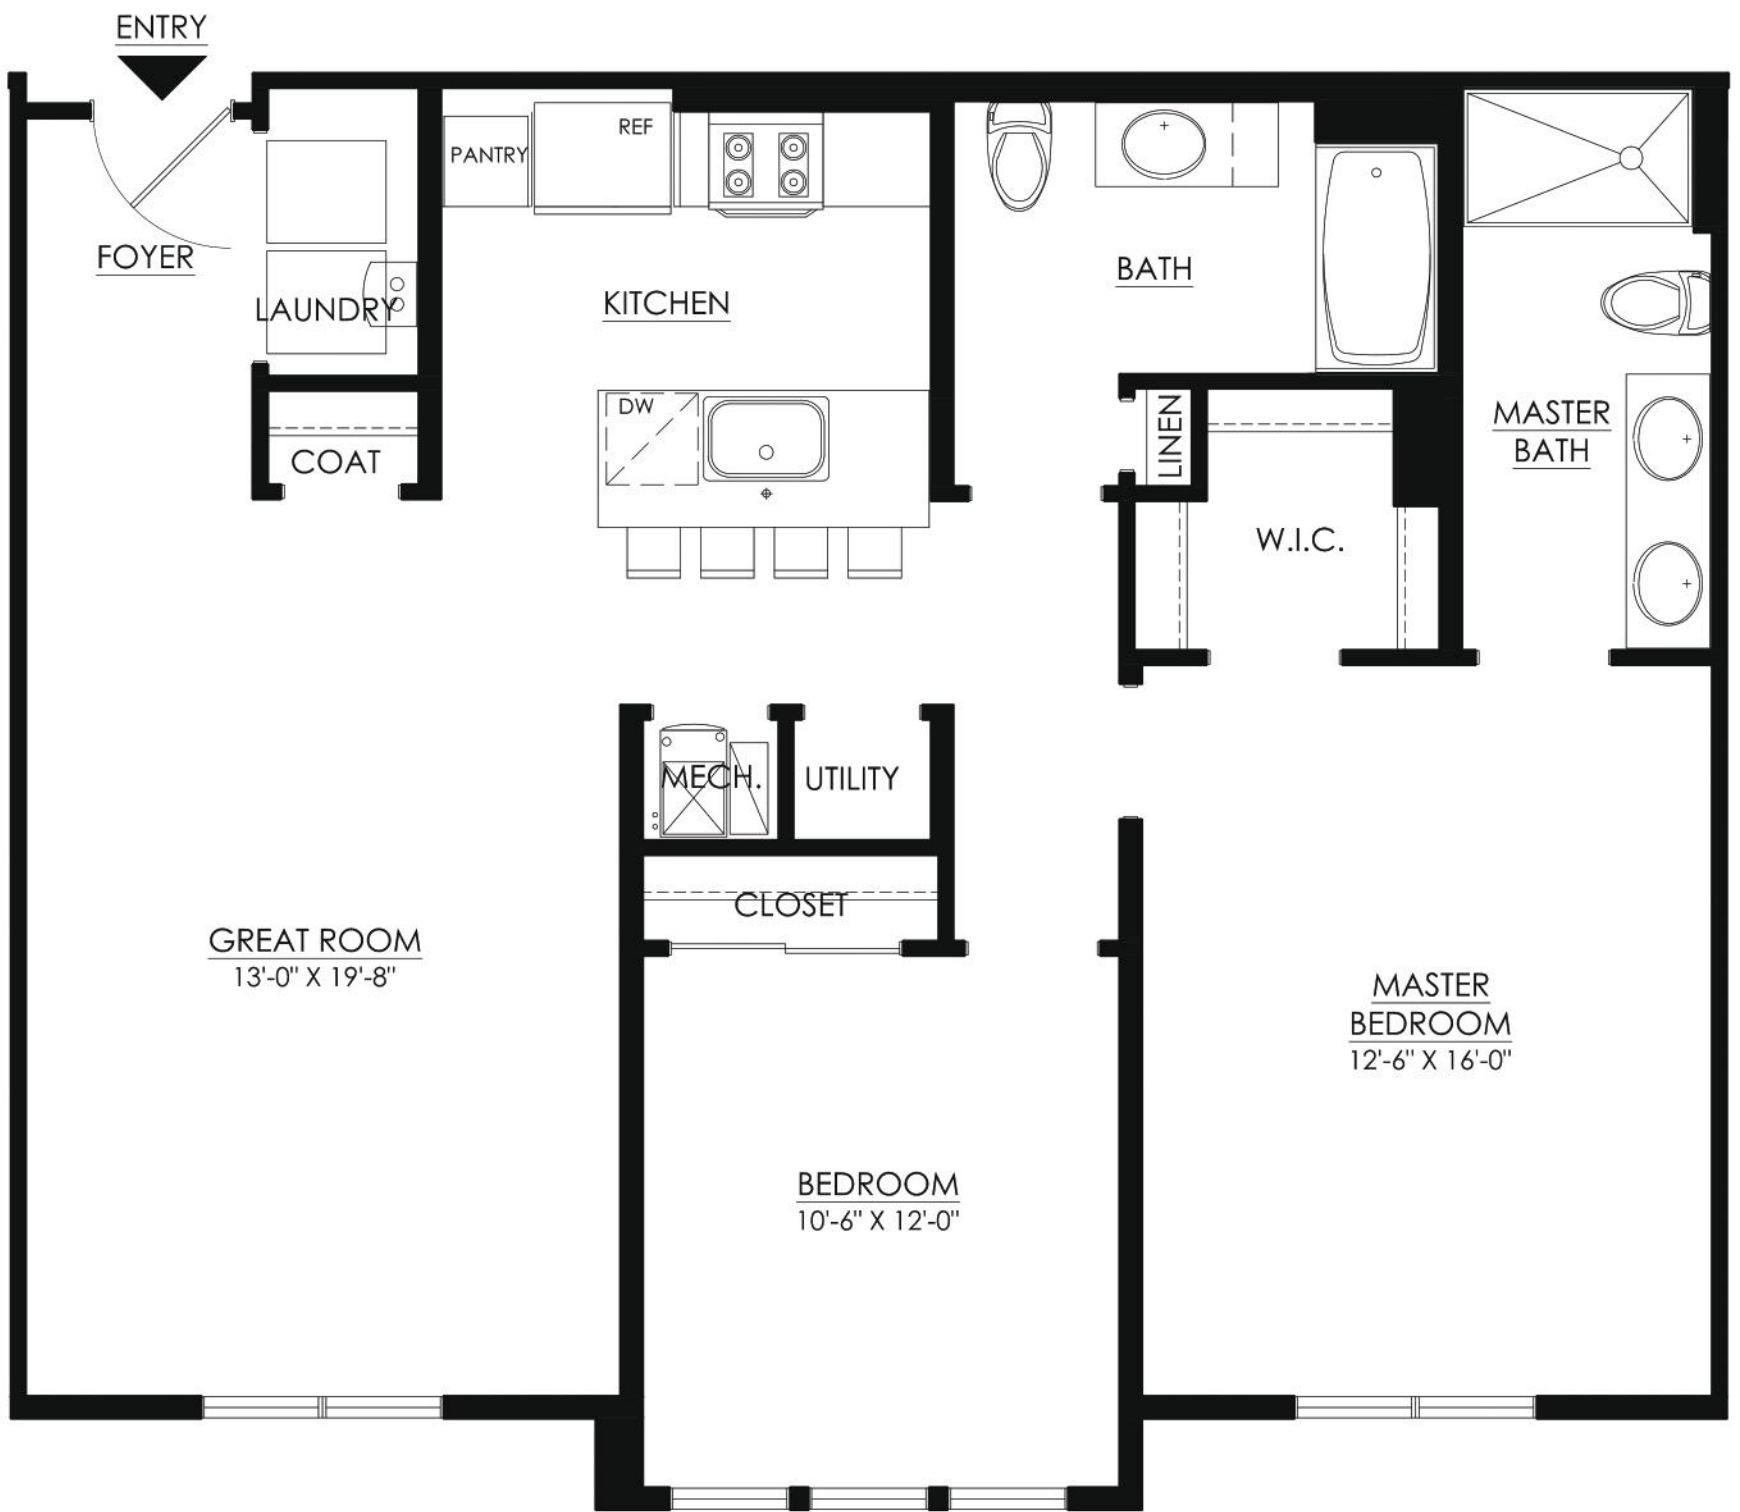 ENTRY
REF
PANTRY
FOYER
LAUNDRY
KITCHEN
BATH
DW
COAT
LINEN
MASTER
BATH
W.I.C.
MECH.
UTILITY
CLOSET
GREAT ROOM
13'-0" X 19'-8"
MASTER
BEDROOM
12'-6" X 16'-0"
BEDROOM
10'-6" X 12'-0"